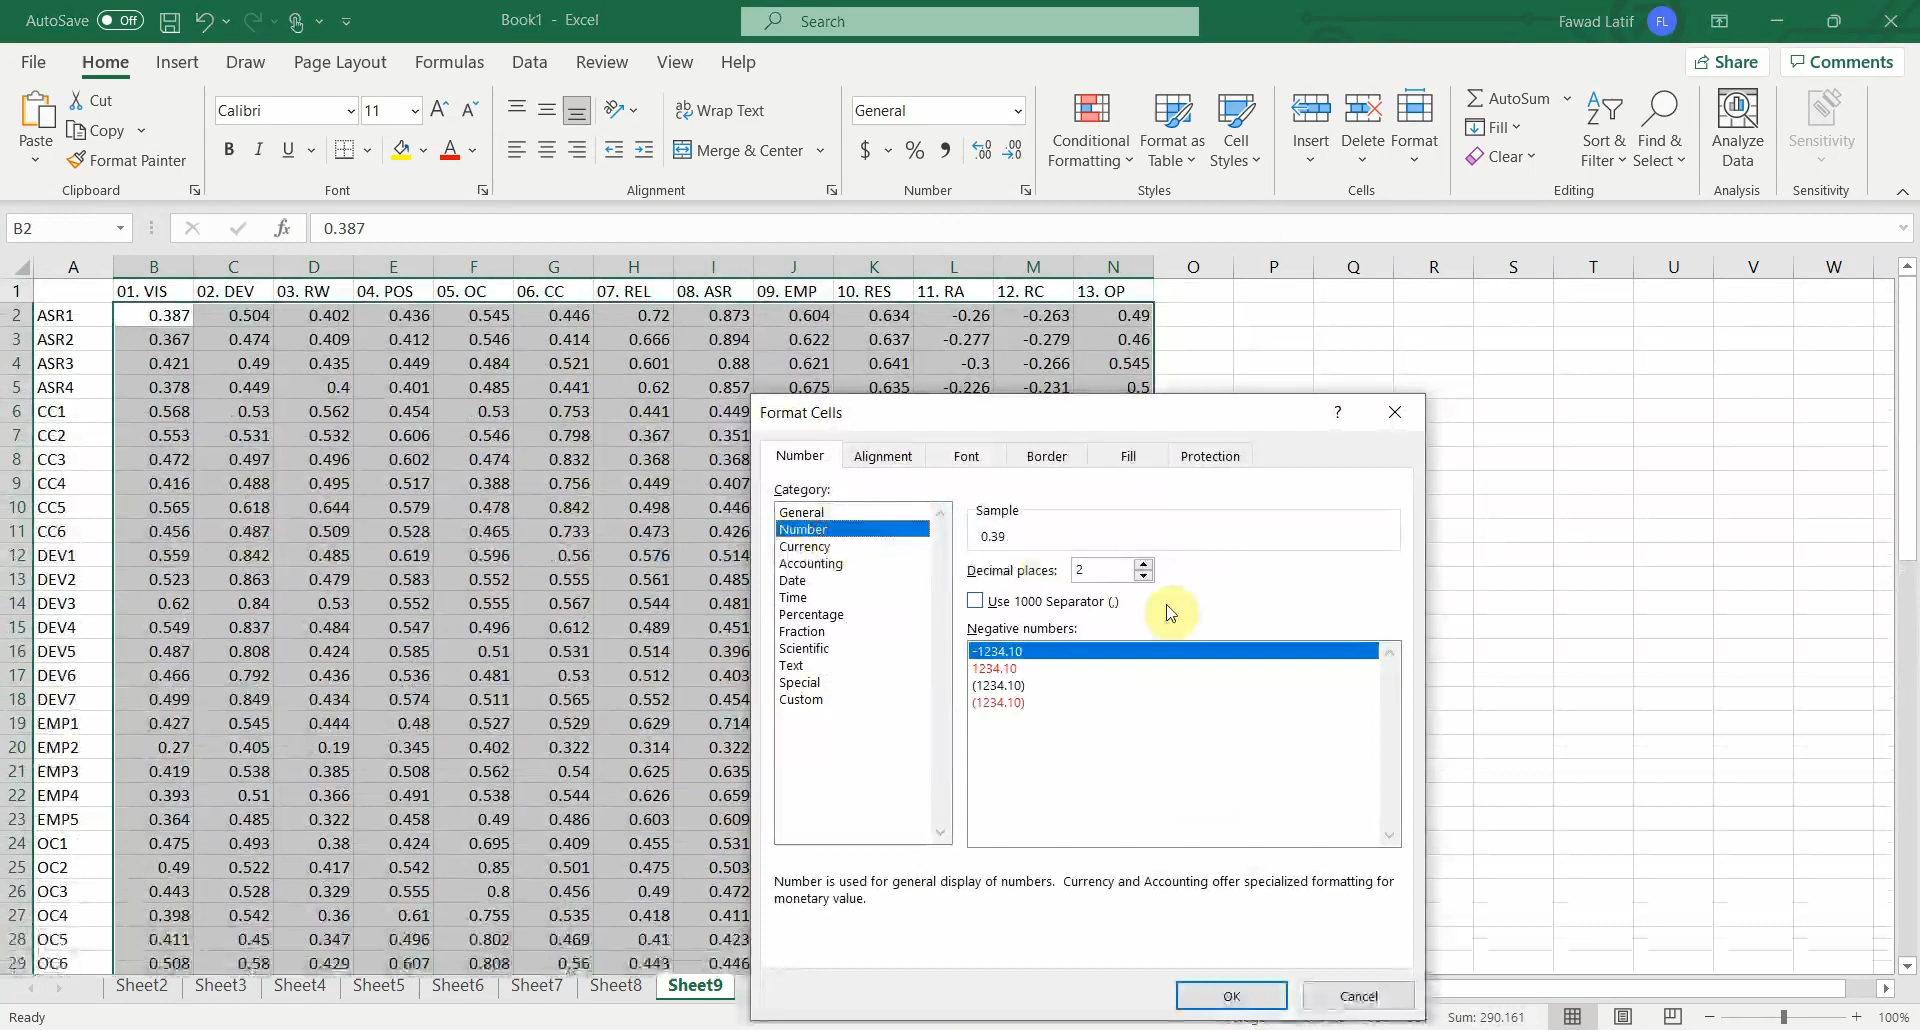 AutoSave Off Book1 - Excel Search Fawad Latif FL
File Home Insert Draw Page Layout Formulas Data Review View Help Share Comments
Paste
Cut
Copy
Format Painter
Clipboard
Calibri 11 A^ A˅
B I U A
Font
ab Wrap Text
Merge & Center
Alignment
General
$ % 9
Number
Conditional Formatting
Format as Table
Cell Styles
Styles
Insert Delete Format
Cells
AutoSum
Fill
Clear
Sort & Filter
Find & Select
Editing
Analyze Data
Analysis
Sensitivity
Sensitivity
B2 fx 0.387
A B C D E F G H I J K L M N O P Q R S T U V W
1 01. VIS 02. DEV 03. RW 04. POS 05. OC 06. CC 07. REL 08. ASR 09. EMP 10. RES 11. RA 12. RC 13. OP
2 ASR1 0.387 0.504 0.402 0.436 0.545 0.446 0.72 0.873 0.604 0.634 -0.26 -0.263 0.49
3 ASR2 0.367 0.474 0.409 0.412 0.546 0.414 0.666 0.894 0.622 0.637 -0.277 -0.279 0.46
4 ASR3 0.421 0.49 0.435 0.449 0.484 0.521 0.601 0.88 0.621 0.641 -0.3 -0.266 0.545
5 ASR4 0.378 0.449 0.4 0.401 0.485 0.441 0.62 0.857 0.675 0.635 -0.226 -0.231 0.5
6 CC1 0.568 0.53 0.562 0.454 0.53 0.753 0.441 0.449
7 CC2 0.553 0.531 0.532 0.606 0.546 0.798 0.367 0.351
8 CC3 0.472 0.497 0.496 0.602 0.474 0.832 0.368 0.368
9 CC4 0.416 0.488 0.495 0.517 0.388 0.756 0.449 0.407
10 CC5 0.565 0.618 0.644 0.579 0.478 0.842 0.498 0.446
11 CC6 0.456 0.487 0.509 0.528 0.465 0.733 0.473 0.426
12 DEV1 0.559 0.842 0.485 0.619 0.596 0.56 0.576 0.514
13 DEV2 0.523 0.863 0.479 0.583 0.552 0.555 0.561 0.485
14 DEV3 0.62 0.84 0.53 0.552 0.555 0.567 0.544 0.481
15 DEV4 0.549 0.837 0.484 0.547 0.496 0.612 0.489 0.451
16 DEV5 0.487 0.808 0.424 0.585 0.51 0.531 0.514 0.396
17 DEV6 0.466 0.792 0.436 0.536 0.481 0.53 0.512 0.403
18 DEV7 0.499 0.849 0.434 0.574 0.511 0.565 0.552 0.454
19 EMP1 0.427 0.545 0.444 0.48 0.527 0.529 0.629 0.714
20 EMP2 0.27 0.405 0.19 0.345 0.402 0.322 0.314 0.322
21 EMP3 0.419 0.538 0.385 0.508 0.562 0.54 0.625 0.635
22 EMP4 0.393 0.51 0.366 0.491 0.538 0.544 0.626 0.659
23 EMP5 0.364 0.485 0.322 0.458 0.49 0.486 0.603 0.609
24 OC1 0.475 0.493 0.38 0.424 0.695 0.409 0.455 0.531
25 OC2 0.49 0.522 0.417 0.542 0.85 0.501 0.475 0.503
26 OC3 0.443 0.528 0.329 0.555 0.8 0.456 0.49 0.472
27 OC4 0.398 0.542 0.36 0.61 0.755 0.535 0.418 0.411
28 OC5 0.411 0.45 0.347 0.496 0.802 0.469 0.41 0.423
29 OC6 0.508 0.58 0.429 0.607 0.808 0.56 0.443 0.446
Format Cells ?
Number Alignment Font Border Fill Protection
Category:
General
Number
Currency
Accounting
Date
Time
Percentage
Fraction
Scientific
Text
Special
Custom
Sample
0.39
Decimal places: 2
Use 1000 Separator (,)
Negative numbers:
-1234.10
1234.10
(1234.10)
(1234.10)
Number is used for general display of numbers. Currency and Accounting offer specialized formatting for
monetary value.
OK Cancel
Sheet2 Sheet3 Sheet4 Sheet5 Sheet6 Sheet7 Sheet8 Sheet9
Ready Sum: 290.161 100%